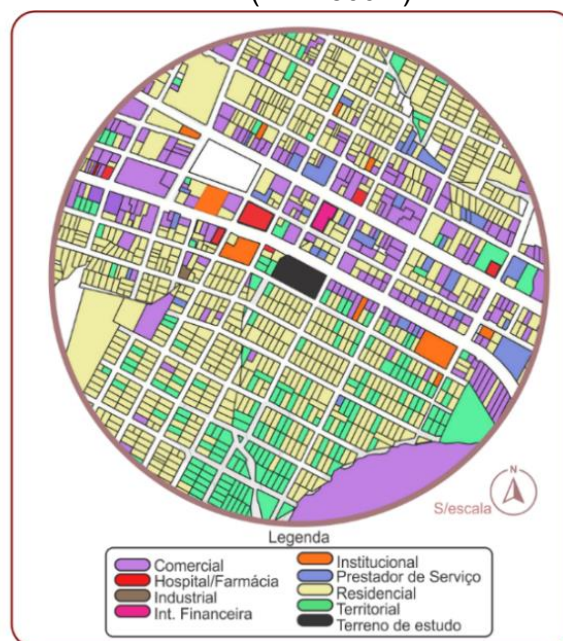 N
S/escala
Legenda
Comercial
Hospital/Farmácia
Industrial
Int. Financeira
Institucional
Prestador de Serviço
Residencial
Territorial
Terreno de estudo